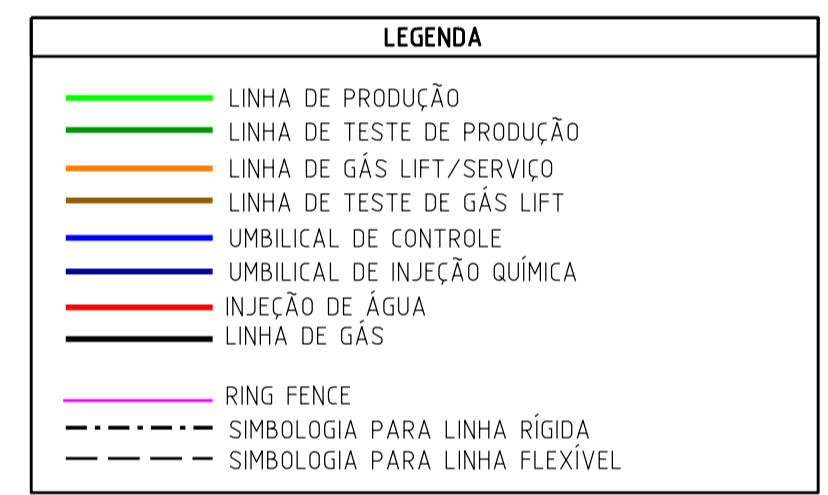 LEGENDA
LINHA DE PRODUÇÃO
LINHA DE TESTE DE PRODUÇÃO
LINHA DE GÁS LIFT/SERVIÇO
LINHA DE TESTE DE GÁS LIFT
UMBILICAL DE CONTROLE
UMBILICAL DE INJEÇÃO QUÍMICA
INJEÇÃO DE ÁGUA
LINHA DE GÁS
RING FENCE
SIMBOLOGIA PARA LINHA RÍGIDA
SIMBOLOGIA PARA LINHA FLEXÍVEL